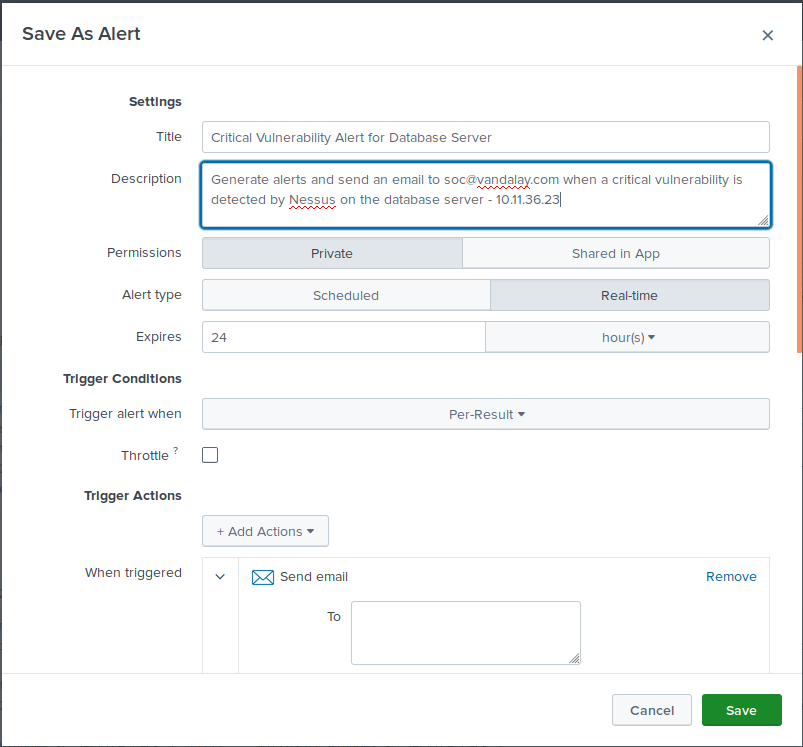 Save As Alert
Settings
Title Critical Vulnerability Alert for Database Server
Description Generate alerts and send an email to soc@vandalay.com when a critical vulnerability is
detected by Nessus on the database server - 10.11.36.23
Permissions Private Shared in App
Alert type Scheduled Real-time
Expires 24 hour(s)
Trigger Conditions
Trigger alert when Per-Result
Throttle ?
Trigger Actions
+ Add Actions
When triggered Send email Remove
To
Cancel Save